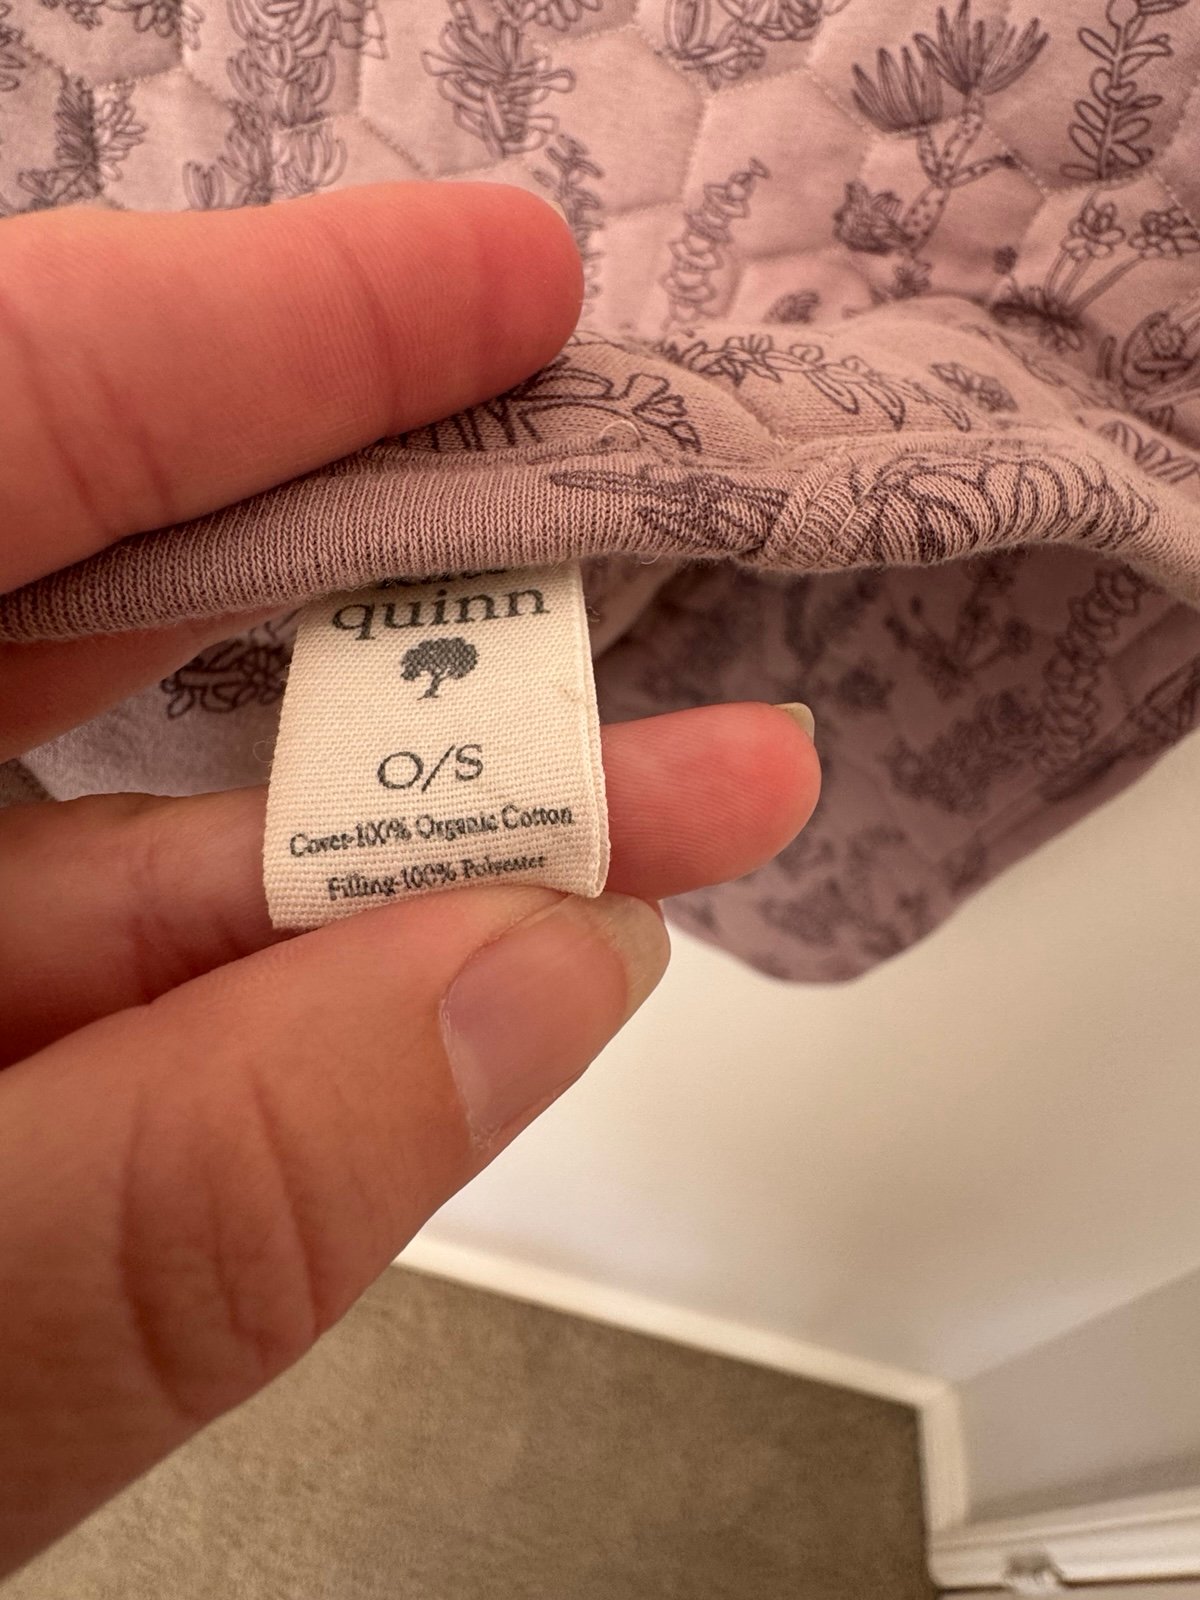 quinn
O/S
Cover-100% Organic Cotton
Filling-100% Polyester